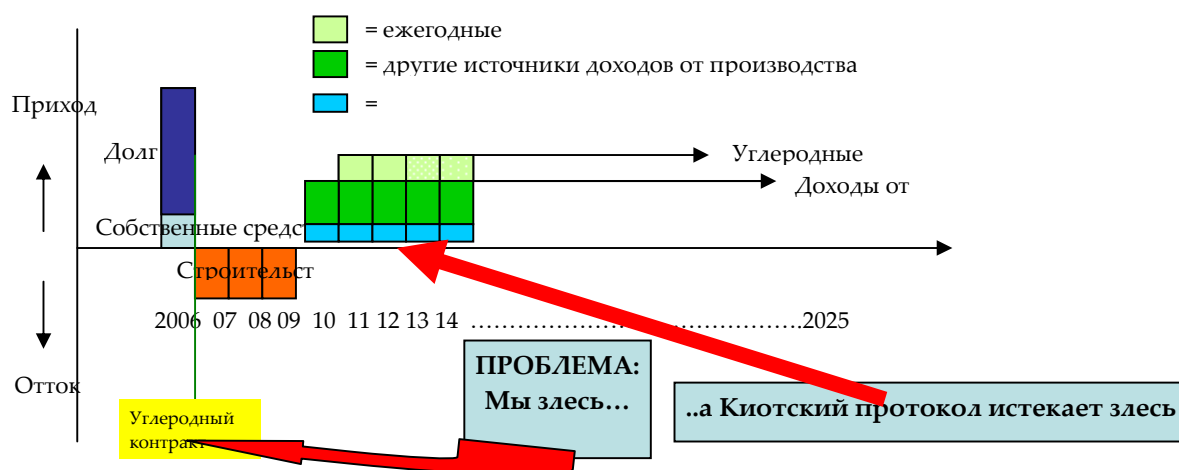 = ежегодные
= другие источники доходов от производства
=
Приход
Долг
Углеродные
Доходы от
Собственные средст
Строительст
2006 07 08 09 10 11 12 13 14 ……………………………………2025
Отток
ПРОБЛЕМА:
Мы здесь…
..а Киотский протокол истекает здесь
Углеродный
контракт